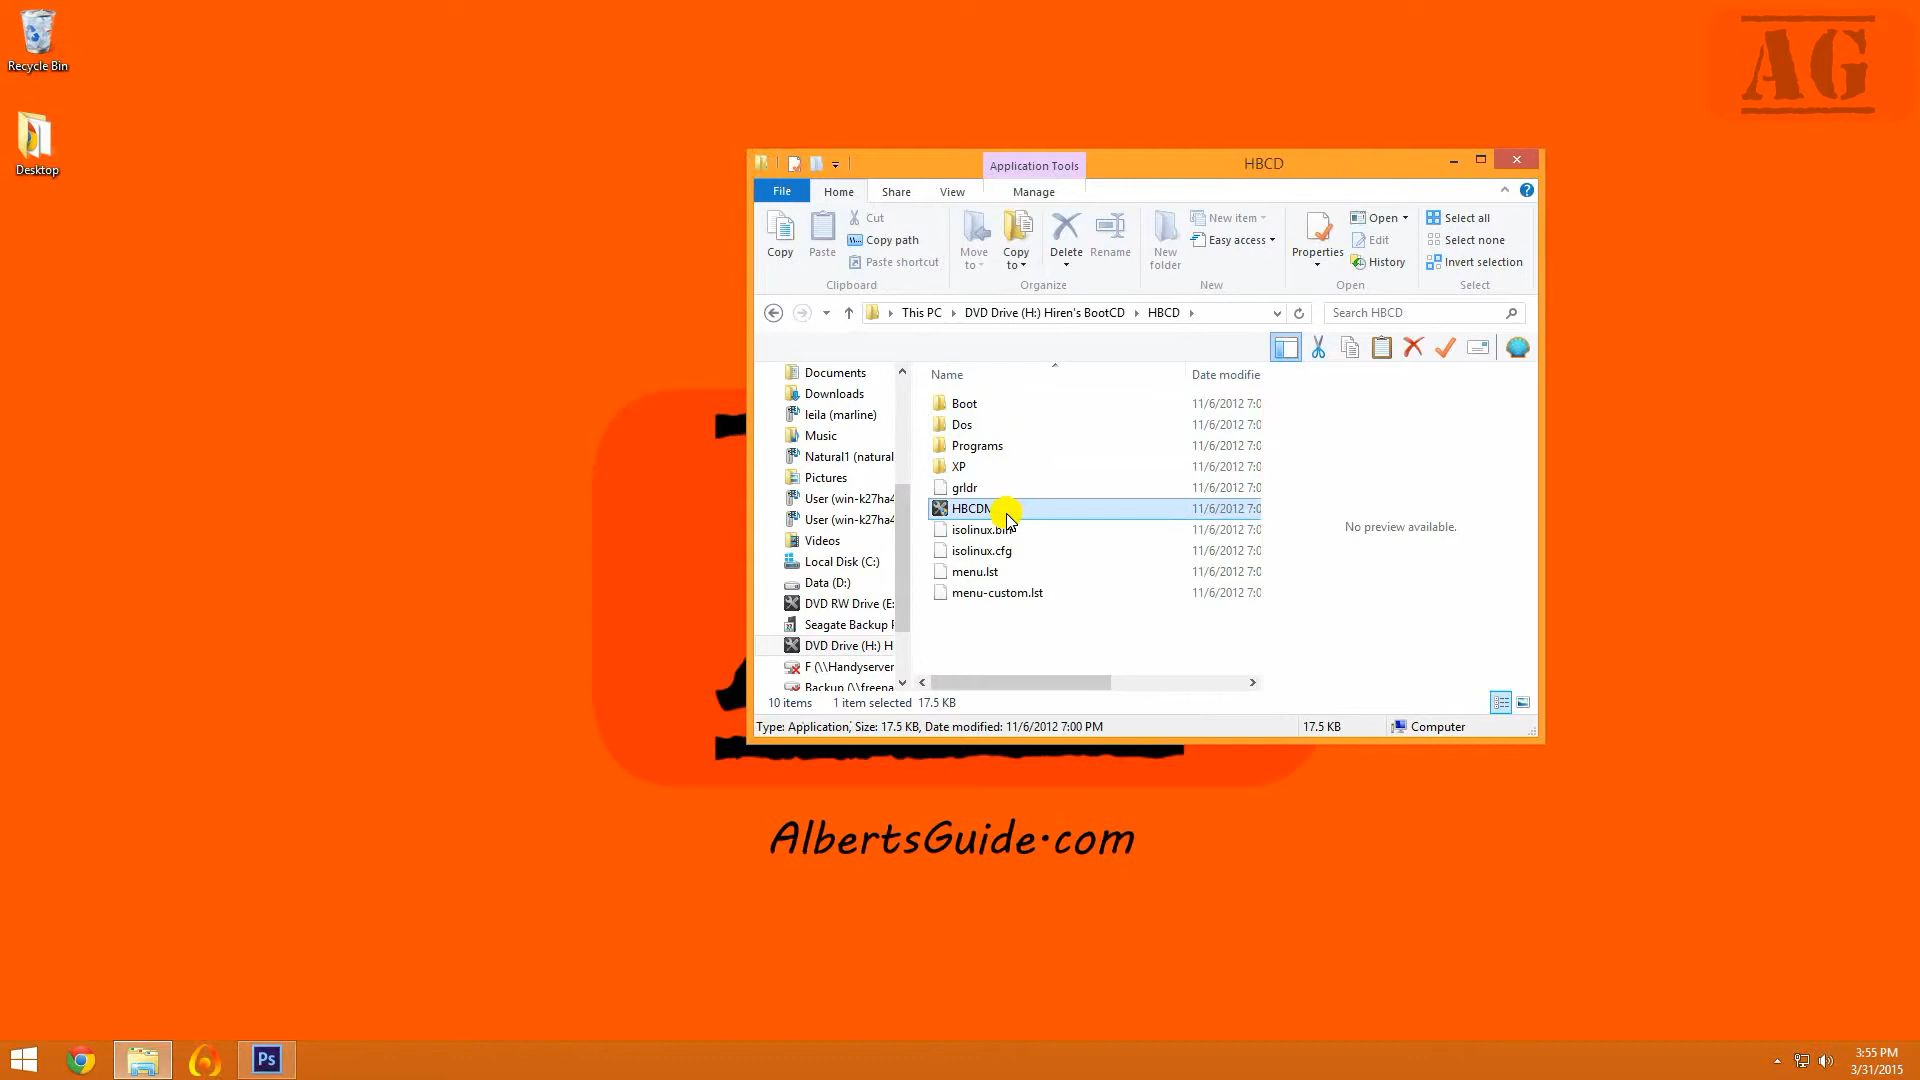 Recycle Bin
Desktop
AG
Application Tools
HBCD
File
Home
Share
View
Manage
Copy
Paste
Cut
Copy path
Paste shortcut
Clipboard
Move to
Copy to
Delete
Rename
Organize
New folder
New item
Easy access
New
Properties
Open
Edit
History
Open
Select all
Select none
Invert selection
Select
This PC
DVD Drive (H:) Hiren's BootCD
HBCD
Search HBCD
Documents
Downloads
leila (marline)
Music
Natural1 (natural
Pictures
User (win-k27ha4
User (win-k27ha4
Videos
Local Disk (C:)
Data (D:)
DVD RW Drive (E:
Seagate Backup
DVD Drive (H:) H
F (\\Handyserver
Backup (\\freena
Name
Date modifie
Boot 11/6/2012 7:0
Dos 11/6/2012 7:0
Programs 11/6/2012 7:0
XP 11/6/2012 7:0
grldr 11/6/2012 7:0
HBCDM 11/6/2012 7:0
isolinux.bin 11/6/2012 7:0
isolinux.cfg 11/6/2012 7:0
menu.lst 11/6/2012 7:0
menu-custom.lst 11/6/2012 7:0
No preview available.
10 items 1 item selected 17.5 KB
Type: Application, Size: 17.5 KB, Date modified: 11/6/2012 7:00 PM
17.5 KB
Computer
AlbertsGuide.com
Ps
3:55 PM
3/31/2015